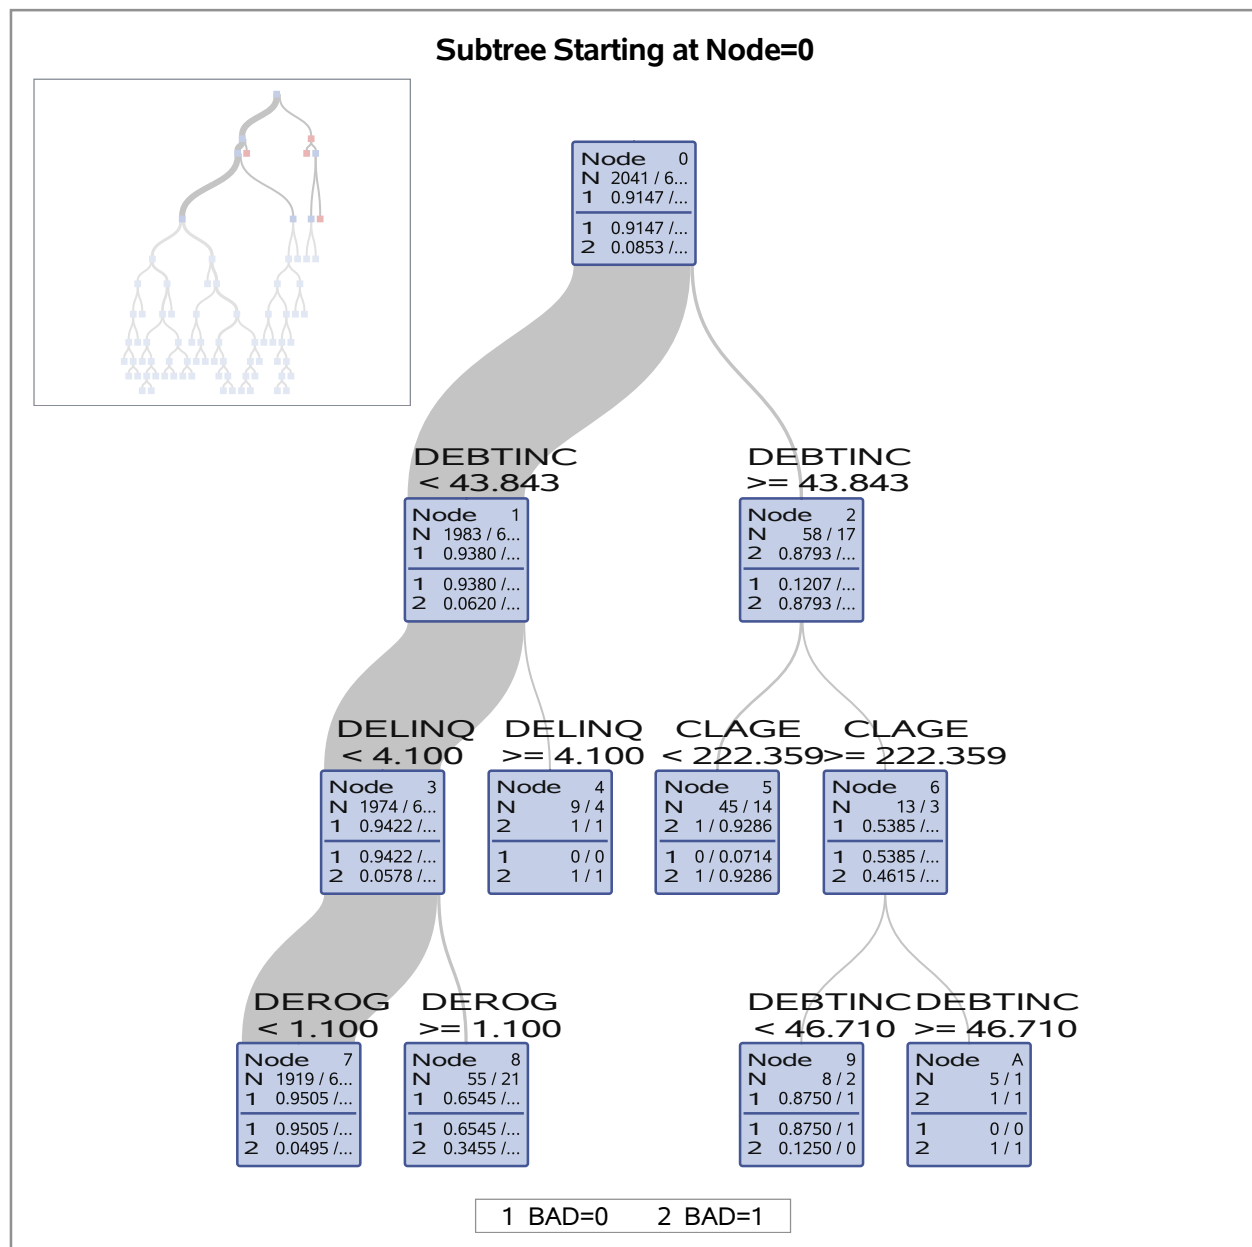 Subtree Starting at Node=0
Node 0
N 2041 / 6...
1 0.9147 /...
1 0.9147 /...
2 0.0853 /...
DEBTINC
< 43.843
Node 1
N 1983 / 6...
1 0.9380 /...
1 0.9380 /...
2 0.0620 /...
DEBTINC
>= 43.843
Node 2
N 58 / 17
2 0.8793 /...
1 0.1207 /...
2 0.8793 /...
DELINQ
< 4.100
Node 3
N 1974 / 6...
1 0.9422 /...
1 0.9422 /...
2 0.0578 /...
DELINQ
>= 4.100
Node 4
N 9 / 4
2 1 / 1
1 0 / 0
2 1 / 1
CLAGE
< 222.359
Node 5
N 45 / 14
2 1 / 0.9286
1 0 / 0.0714
2 1 / 0.9286
CLAGE
>= 222.359
Node 6
N 13 / 3
1 0.5385 /...
1 0.5385 /...
2 0.4615 /...
DEROG
< 1.100
Node 7
N 1919 / 6...
1 0.9505 /...
1 0.9505 /...
2 0.0495 /...
DEROG
>= 1.100
Node 8
N 55 / 21
1 0.6545 /...
1 0.6545 /...
2 0.3455 /...
DEBTINC
< 46.710
Node 9
N 8 / 2
1 0.8750 / 1
1 0.8750 / 1
2 0.1250 / 0
DEBTINC
>= 46.710
Node A
N 5 / 1
2 1 / 1
1 0 / 0
2 1 / 1
1 BAD=0 2 BAD=1